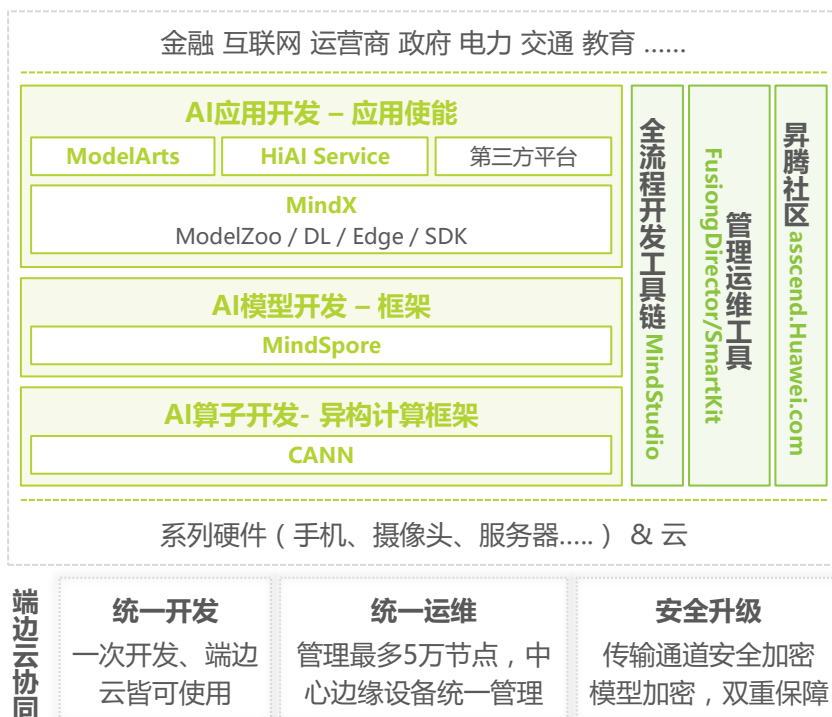 金融 互联网 运营商 政府 电力 交通 教育 ……
AI应用开发 – 应用使能
ModelArts
HiAI Service
第三方平台
MindX
ModelZoo / DL / Edge / SDK
AI模型开发 – 框架
MindSpore
AI算子开发- 异构计算框架
CANN
全流程开发工具链 MindStudio
管理运维工具
FusiongDirector/SmartKit
昇腾社区 asscend.Huawei.com
系列硬件（手机、摄像头、服务器…..）& 云
端边云协同
统一开发
一次开发、端边
云皆可使用
统一运维
管理最多5万节点，中
心边缘设备统一管理
安全升级
传输通道安全加密
模型加密，双重保障